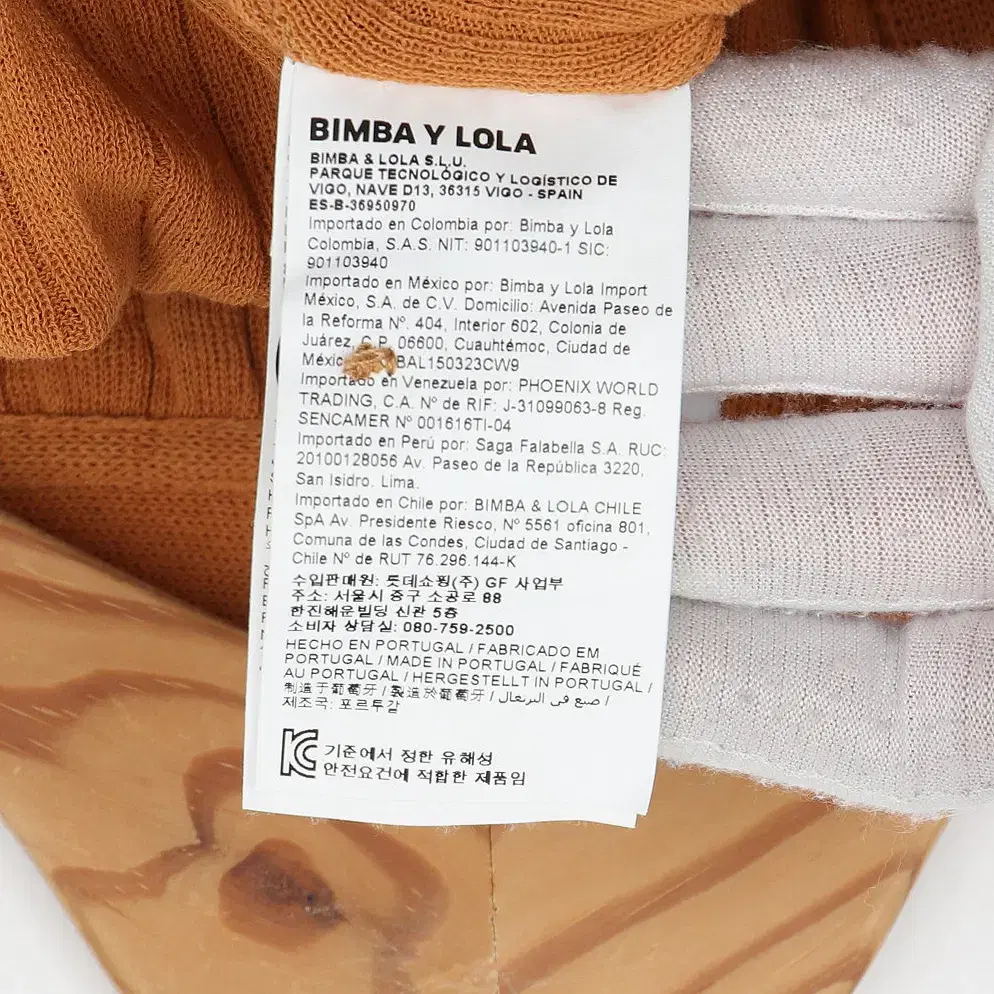 BIMBA Y LOLA
BIMBA & LOLA S.L.U.
PARQUE TECNOLÓGICO Y LOGÍSTICO DE
VIGO, NAVE D13, 36315 VIGO - SPAIN
ES-B-36950970
Importado en Colombia por: Bimba y Lola
Colombia, S.A.S. NIT: 901103940-1 SIC:
901103940
Importado en México por: Bimba y Lola Import
México, S.A. de C.V. Domicilio: Avenida Paseo de
la Reforma Nº. 404, Interior 602, Colonia de
Juárez, C.P. 06600, Cuauhtémoc, Ciudad de
BAL150323CW9
Importado en Venezuela por: PHOENIX WORLD
TRADING, C.A. Nº de RIF: J-31099063-8 Reg.
SENCAMER Nº 001616TI-04
Importado en Perú por: Saga Falabella S.A. RUC:
20100128056 Av. Paseo de la República 3220,
San Isidro. Lima.
Importado en Chile por: BIMBA & LOLA CHILE
SpA Av. Presidente Riesco, Nº 5561 oficina 801,
Comuna de las Condes, Ciudad de Santiago -
Chile Nº de RUT 76.296.144-K
수입판매원: 롯데쇼핑(주) GF 사업부
주소: 서울시 중구 소공로 88
한진해운빌딩 신관 5층
소비자 상담실: 080-759-2500
HECHO EN PORTUGAL / FABRICADO EM
PORTUGAL / MADE IN PORTUGAL / FABRIQUÉ
AU PORTUGAL / HERGESTELLT IN PORTUGAL /
制造于葡萄牙 / 製造於葡萄牙 / صنع في البرتغال /
제조국: 포르투갈
기준에서 정한 유해성
안전요건에 적합한 제품임